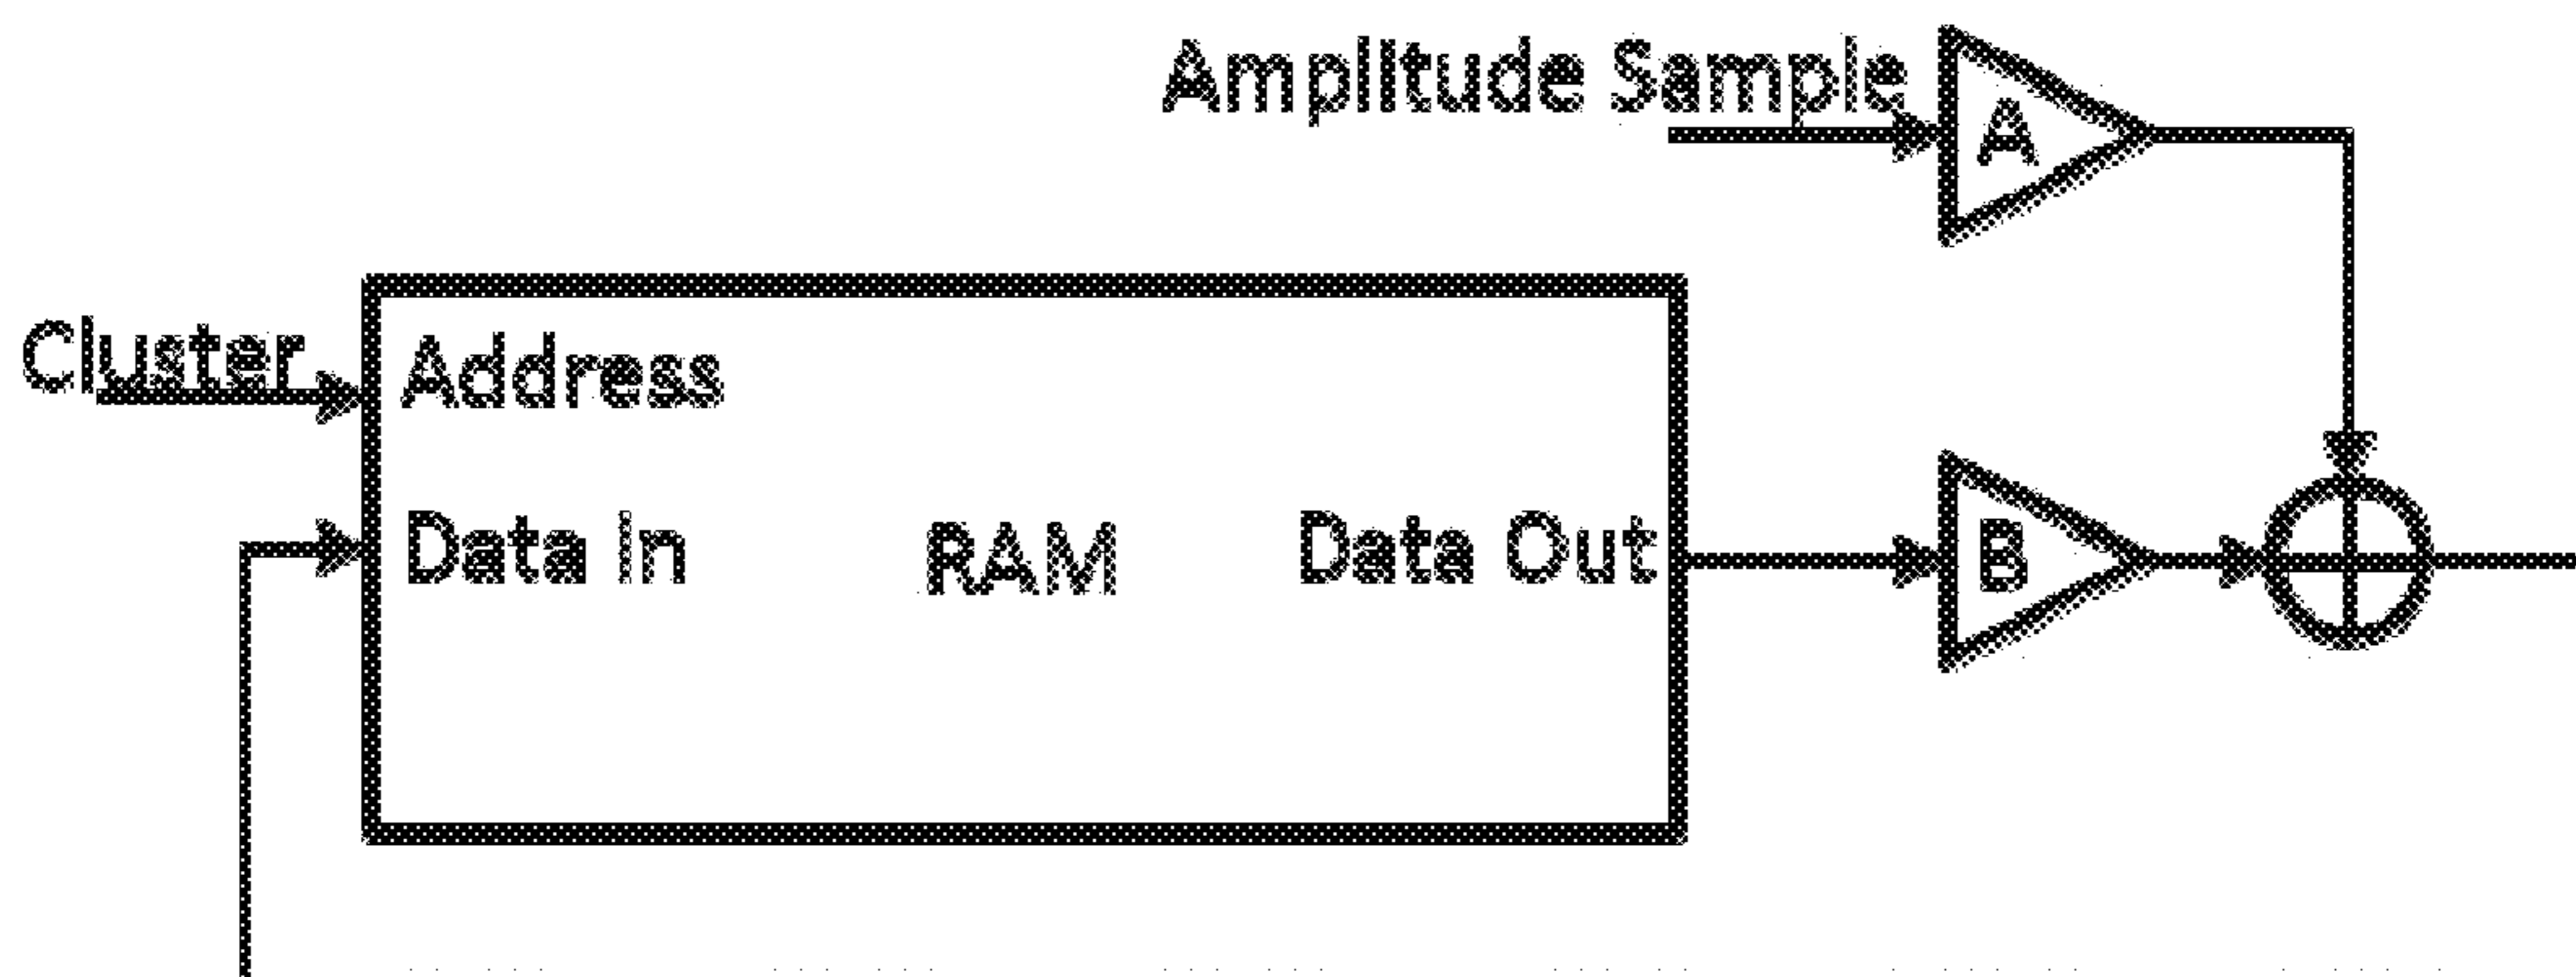 Amplitude Sample
A
Cluster
Address
Data In
RAM
Data Out
B